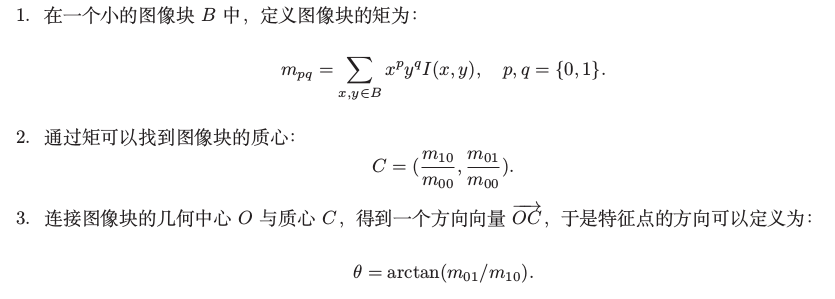 1. 在一个小的图像块 B 中，定义图像块的矩为：
m_{pq} = \sum_{x,y \in B} x^p y^q I(x, y), p, q = {0, 1}.
2. 通过矩可以找到图像块的质心：
C = (\frac{m_{10}}{m_{00}}, \frac{m_{01}}{m_{00}}).
3. 连接图像块的几何中心 O 与质心 C，得到一个方向向量 \overrightarrow{OC}，于是特征点的方向可以定义为：
θ = arctan(m_{01}/m_{10}).